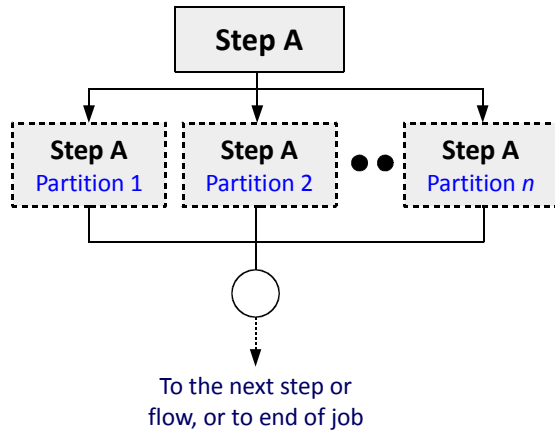 Step A
Step A
Partition 1
Step A
Partition 2
Step A
Partition n
To the next step or
flow, or to end of job